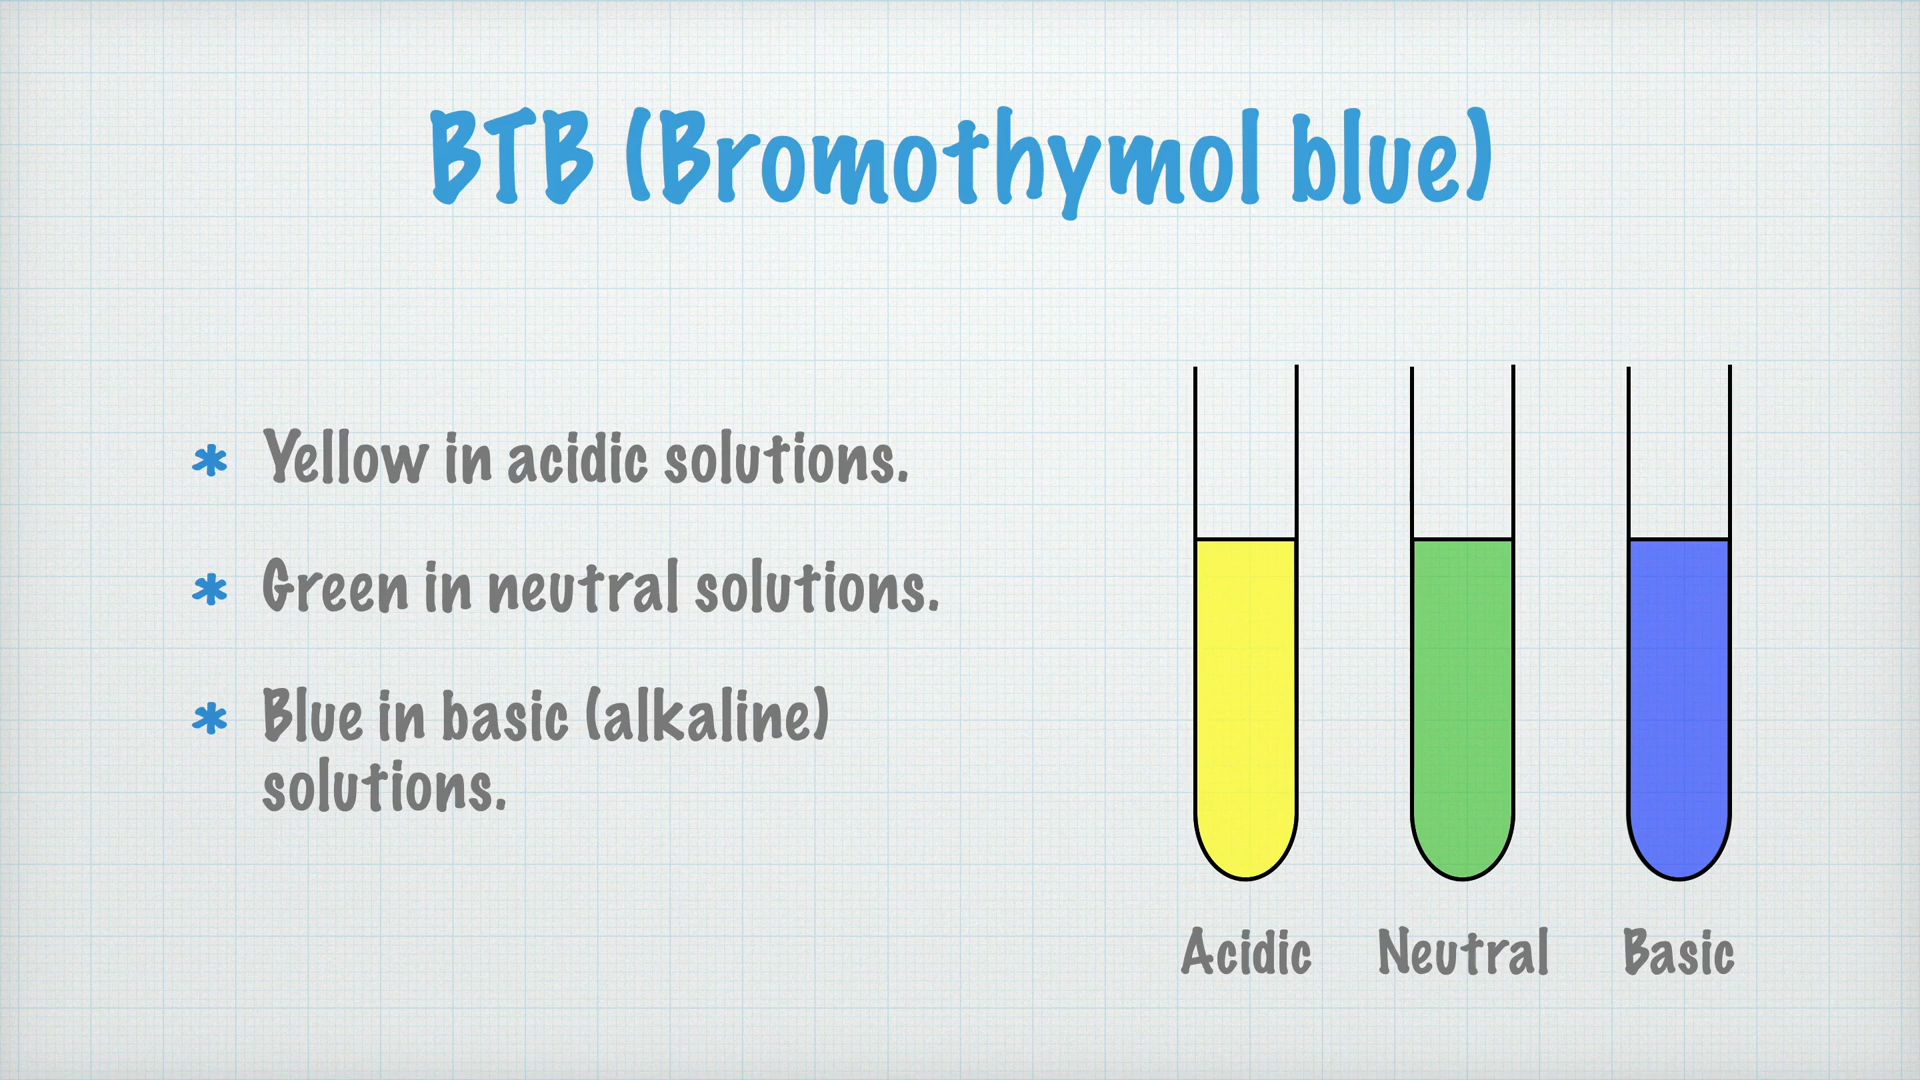 BTB (Bromothymol blue)
* Yellow in acidic solutions.
* Green in neutral solutions.
* Blue in basic (alkaline)
solutions.
Acidic Neutral Basic